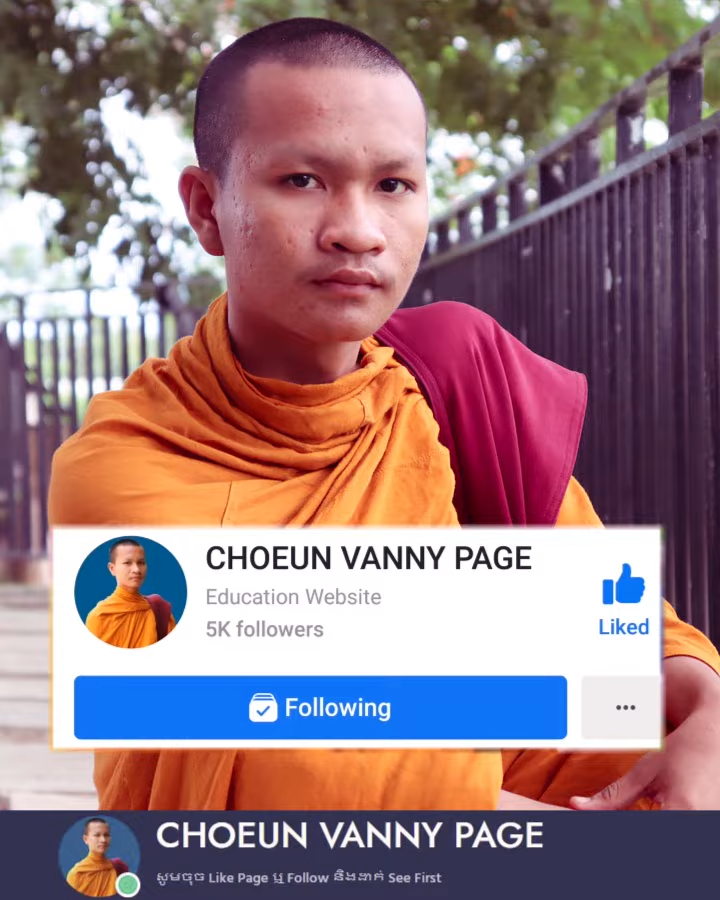 CHOEUN VANNY PAGE
Education Website
5K followers
Liked
Following
CHOEUN VANNY PAGE
សូមចុច Like Page ឬ Follow និងដាក់ See First